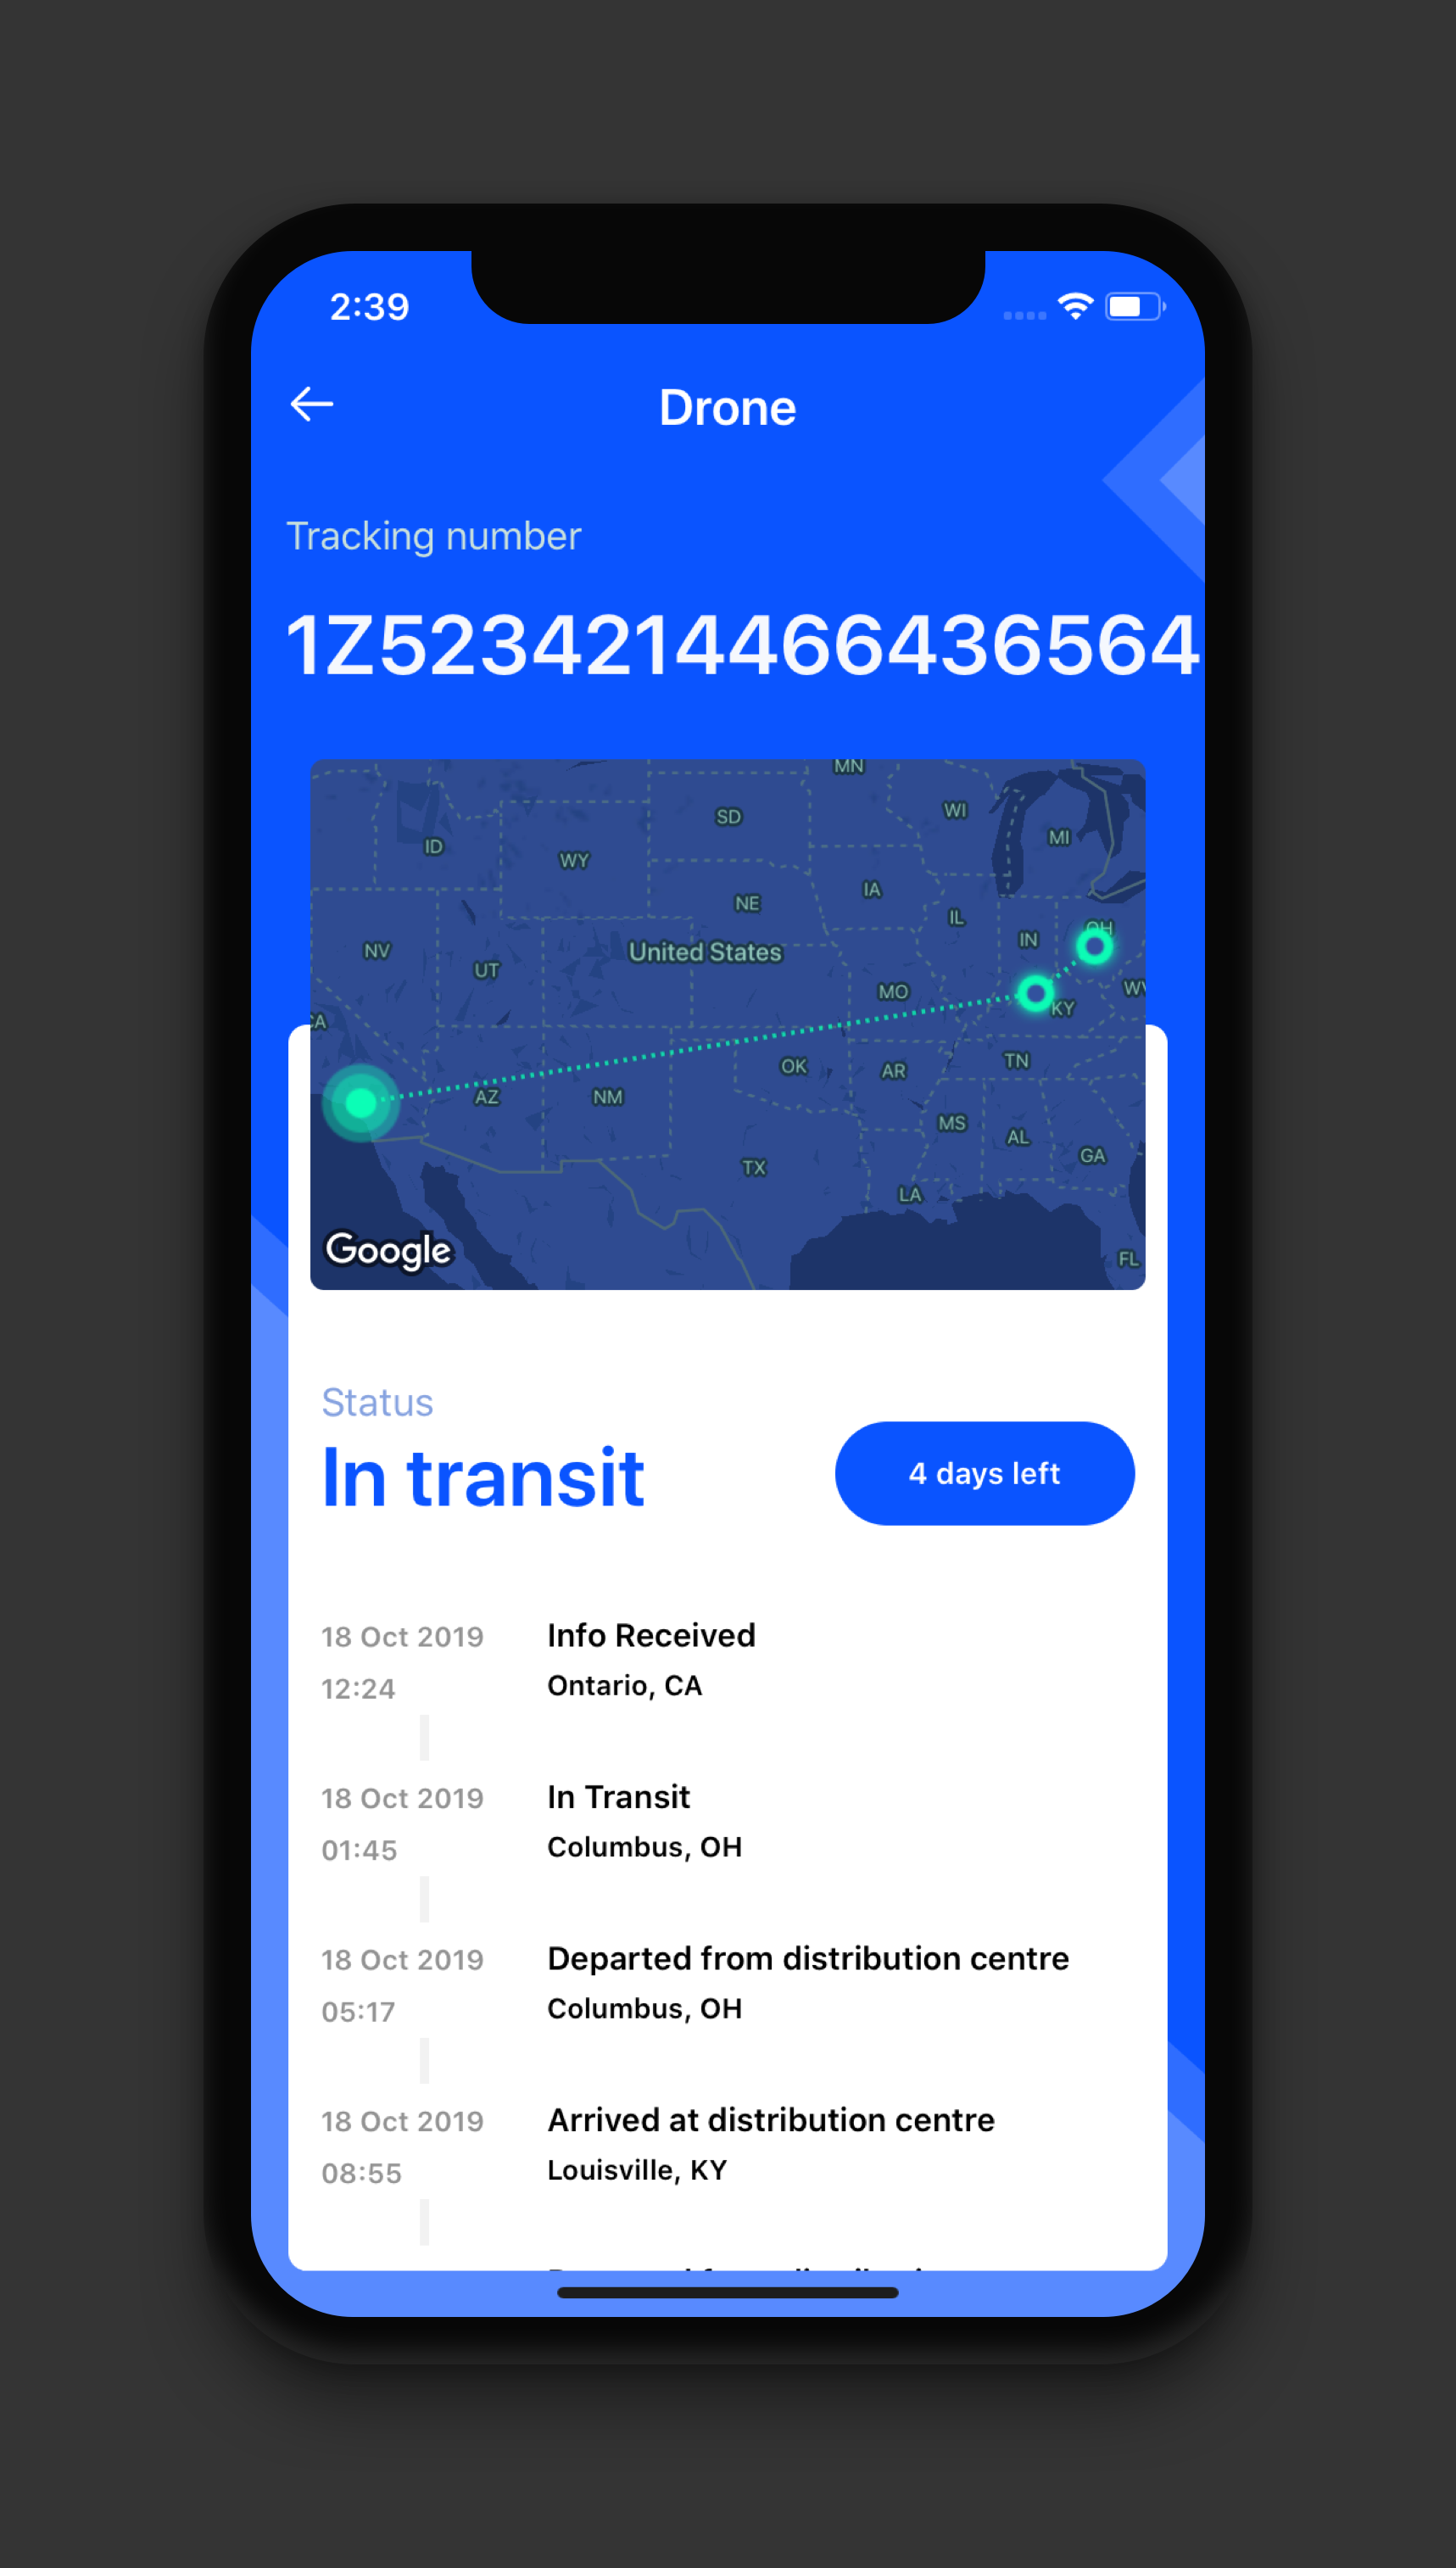 2:39
Drone
Tracking number
1Z5234214466436564
MN
SD
WI
MI
ID
WY
NE
IA
IL
IN
OH
NV
UT
United States
MO
KY
WV
CA
OK
AR
TN
AZ
NM
MS
AL
GA
TX
LA
FL
Google
Status
In transit
4 days left
18 Oct 2019 Info Received
12:24 Ontario, CA
18 Oct 2019 In Transit
01:45 Columbus, OH
18 Oct 2019 Departed from distribution centre
05:17 Columbus, OH
18 Oct 2019 Arrived at distribution centre
08:55 Louisville, KY